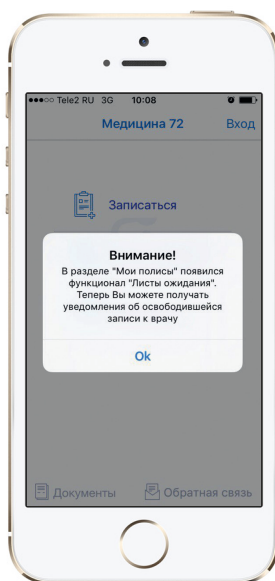 Tele2 RU 3G 10:08
Медицина 72 Вход
Записаться
Внимание!
В разделе "Мои полисы" появился
функционал "Листы ожидания".
Теперь Вы можете получать
уведомления об освободившейся
записи к врачу
Ok
Документы Обратная связь